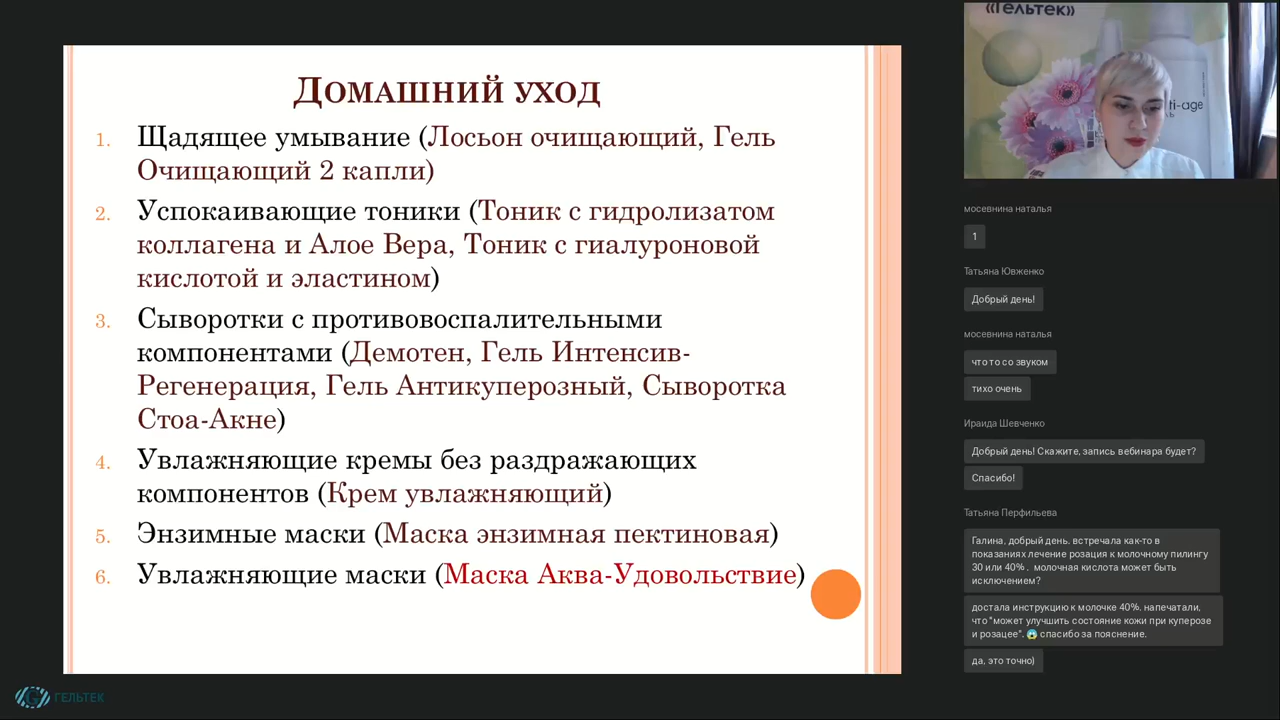 Домашний уход
1. Щадящее умывание (Лосьон очищающий, Гель
Очищающий 2 капли)
2. Успокаивающие тоники (Тоник с гидролизатом
коллагена и Алое Вера, Тоник с гиалуроновой
кислотой и эластином)
3. Сыворотки с противовоспалительными
компонентами (Демотен, Гель Интенсив-
Регенерация, Гель Антикуперозный, Сыворотка
Стоа-Акне)
4. Увлажняющие кремы без раздражающих
компонентов (Крем увлажняющий)
5. Энзимные маски (Маска энзимная пектиновая)
6. Увлажняющие маски (Маска Аква-Удовольствие)
ГЕЛЬТЕК
«Гельтек»
ti-age
мосевнина наталья
1
Татьяна Ювженко
Добрый день!
мосевнина наталья
что то со звуком
тихо очень
Ираида Шевченко
Добрый день! Скажите, запись вебинара будет?
Спасибо!
Татьяна Перфильева
Галина, добрый день. встречала как-то в
показаниях лечение розация к молочному пилингу
30 или 40% . молочная кислота может быть
исключением?
достала инструкцию к молочке 40%. напечатали,
что "может улучшить состояние кожи при куперозе
и розацее". 😱 спасибо за пояснение.
да, это точно)